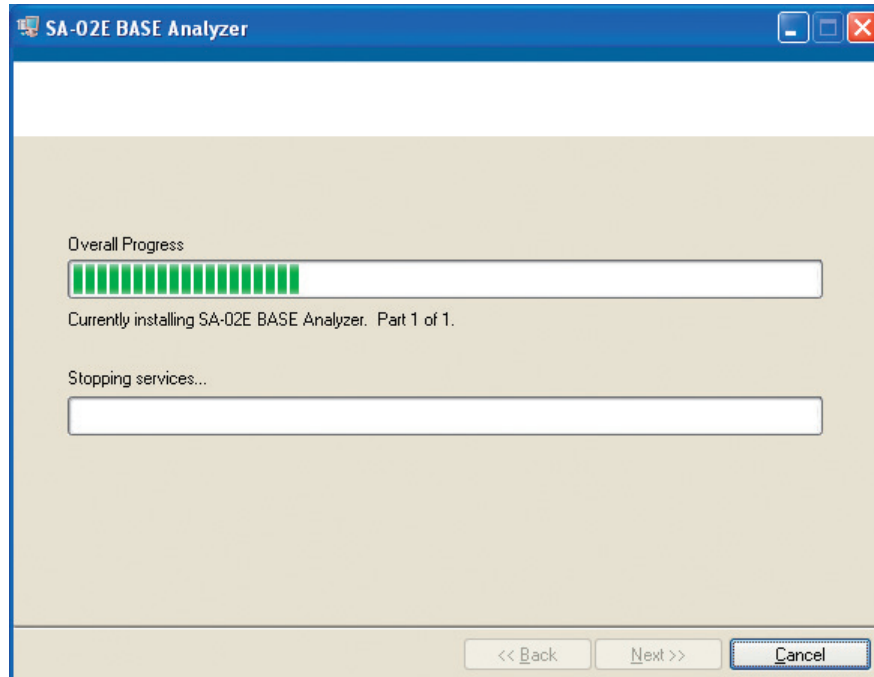 SA-02E BASE Analyzer
Overall Progress
Currently installing SA-02E BASE Analyzer. Part 1 of 1.
Stopping services...
<< Back Next >> Cancel